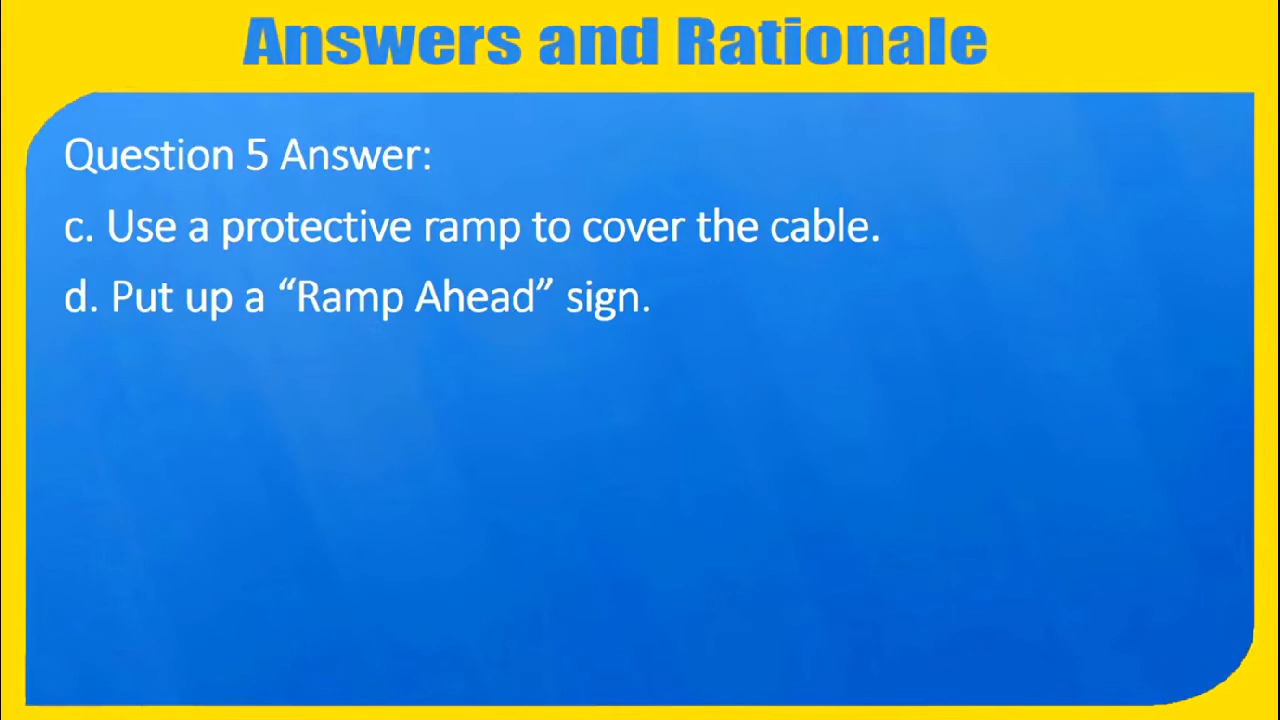 Answers and Rationale
Question 5 Answer:
c. Use a protective ramp to cover the cable.
d. Put up a “Ramp Ahead” sign.